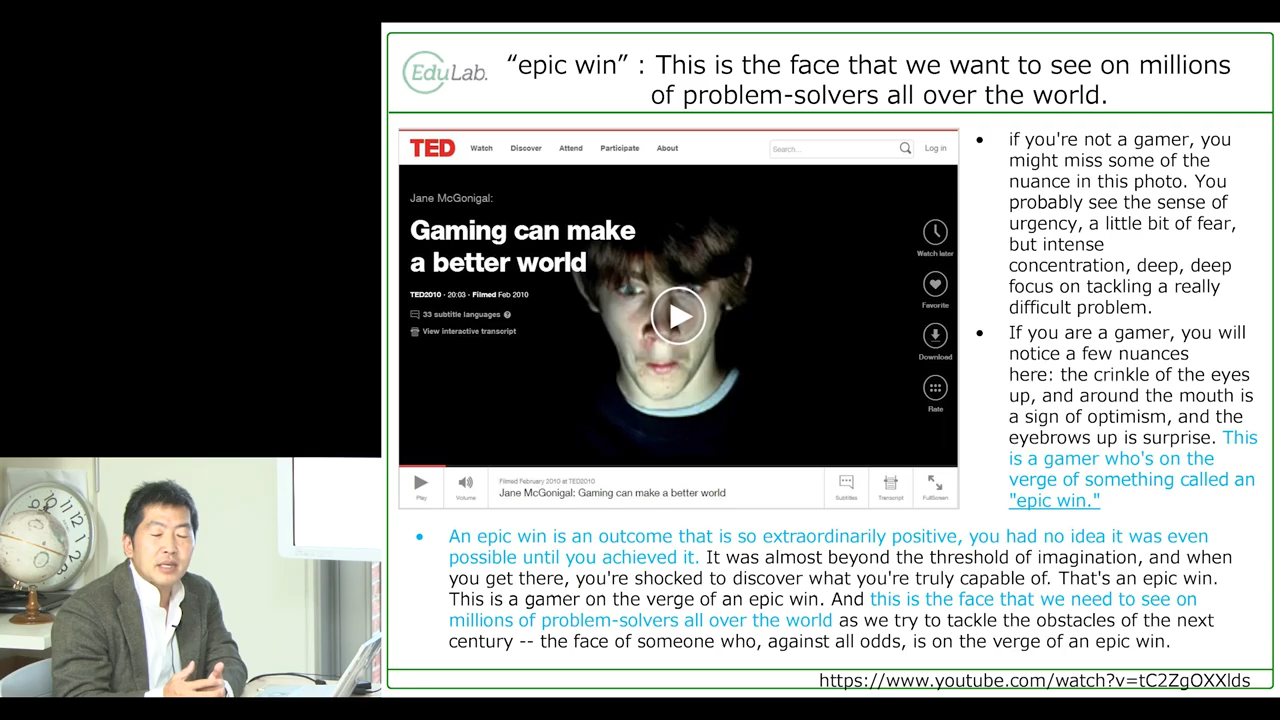 EduLab.
“epic win” : This is the face that we want to see on millions
of problem-solvers all over the world.
TED
Watch
Discover
Attend
Participate
About
Search...
Log in
Jane McGonigal:
Gaming can make
a better world
TED2010 · 20:03 · Filmed Feb 2010
33 subtitle languages ?
View interactive transcript
Watch later
Favorite
Download
Rate
Play
Volume
Filmed February 2010 at TED2010
Jane McGonigal: Gaming can make a better world
Subtitles
Transcript
FullScreen
• if you're not a gamer, you
might miss some of the
nuance in this photo. You
probably see the sense of
urgency, a little bit of fear,
but intense
concentration, deep, deep
focus on tackling a really
difficult problem.
• If you are a gamer, you will
notice a few nuances
here: the crinkle of the eyes
up, and around the mouth is
a sign of optimism, and the
eyebrows up is surprise. This
is a gamer who's on the
verge of something called an
"epic win."
• An epic win is an outcome that is so extraordinarily positive, you had no idea it was even
possible until you achieved it. It was almost beyond the threshold of imagination, and when
you get there, you're shocked to discover what you're truly capable of. That's an epic win.
This is a gamer on the verge of an epic win. And this is the face that we need to see on
millions of problem-solvers all over the world as we try to tackle the obstacles of the next
century -- the face of someone who, against all odds, is on the verge of an epic win.
https://www.youtube.com/watch?v=tC2ZgOXXlds